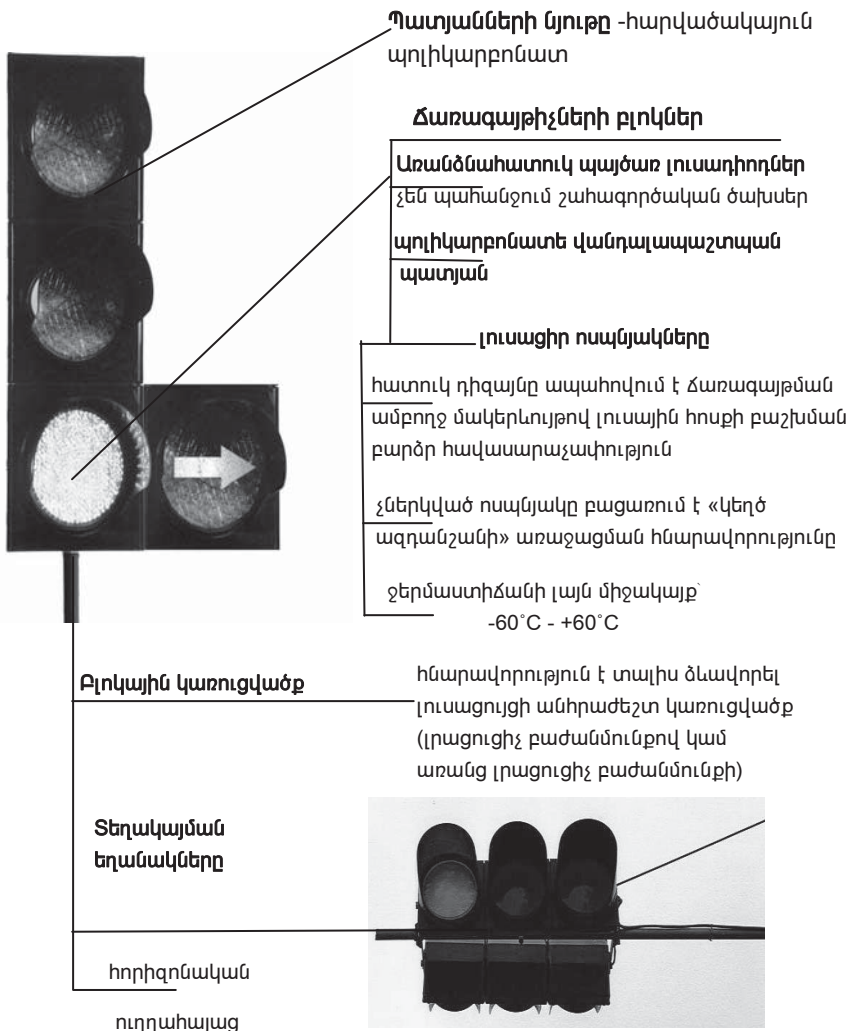 Պատյանների նյութը -հարվածակայուն
պոլիկարբոնատ
Ճառագայթիչների բլոկներ
Առանձնահատուկ պայծառ լուսադիոդներ
չեն պահանջում շահագործական ծախսեր
պոլիկարբոնատե վանդալապաշտպան
պատյան
լուսացիր ոսպնյակները
հատուկ դիզայնը ապահովում է ճառագայթման
ամբողջ մակերևույթով լուսային հոսքի բաշխման
բարձր հավասարաչափություն
չներկված ոսպնյակը բացառում է «կեղծ
ազդանշանի» առաջացման հնարավորությունը
ջերմաստիճանի լայն միջակայք՝
-60˚C - +60˚C
Բլոկային կառուցվածք
հնարավորություն է տալիս ձևավորել
լուսացույցի անհրաժեշտ կառուցվածք
(լրացուցիչ բաժանմունքով կամ
առանց լրացուցիչ բաժանմունքի)
Տեղակայման
եղանակները
հորիզոնական
ուղղահայաց